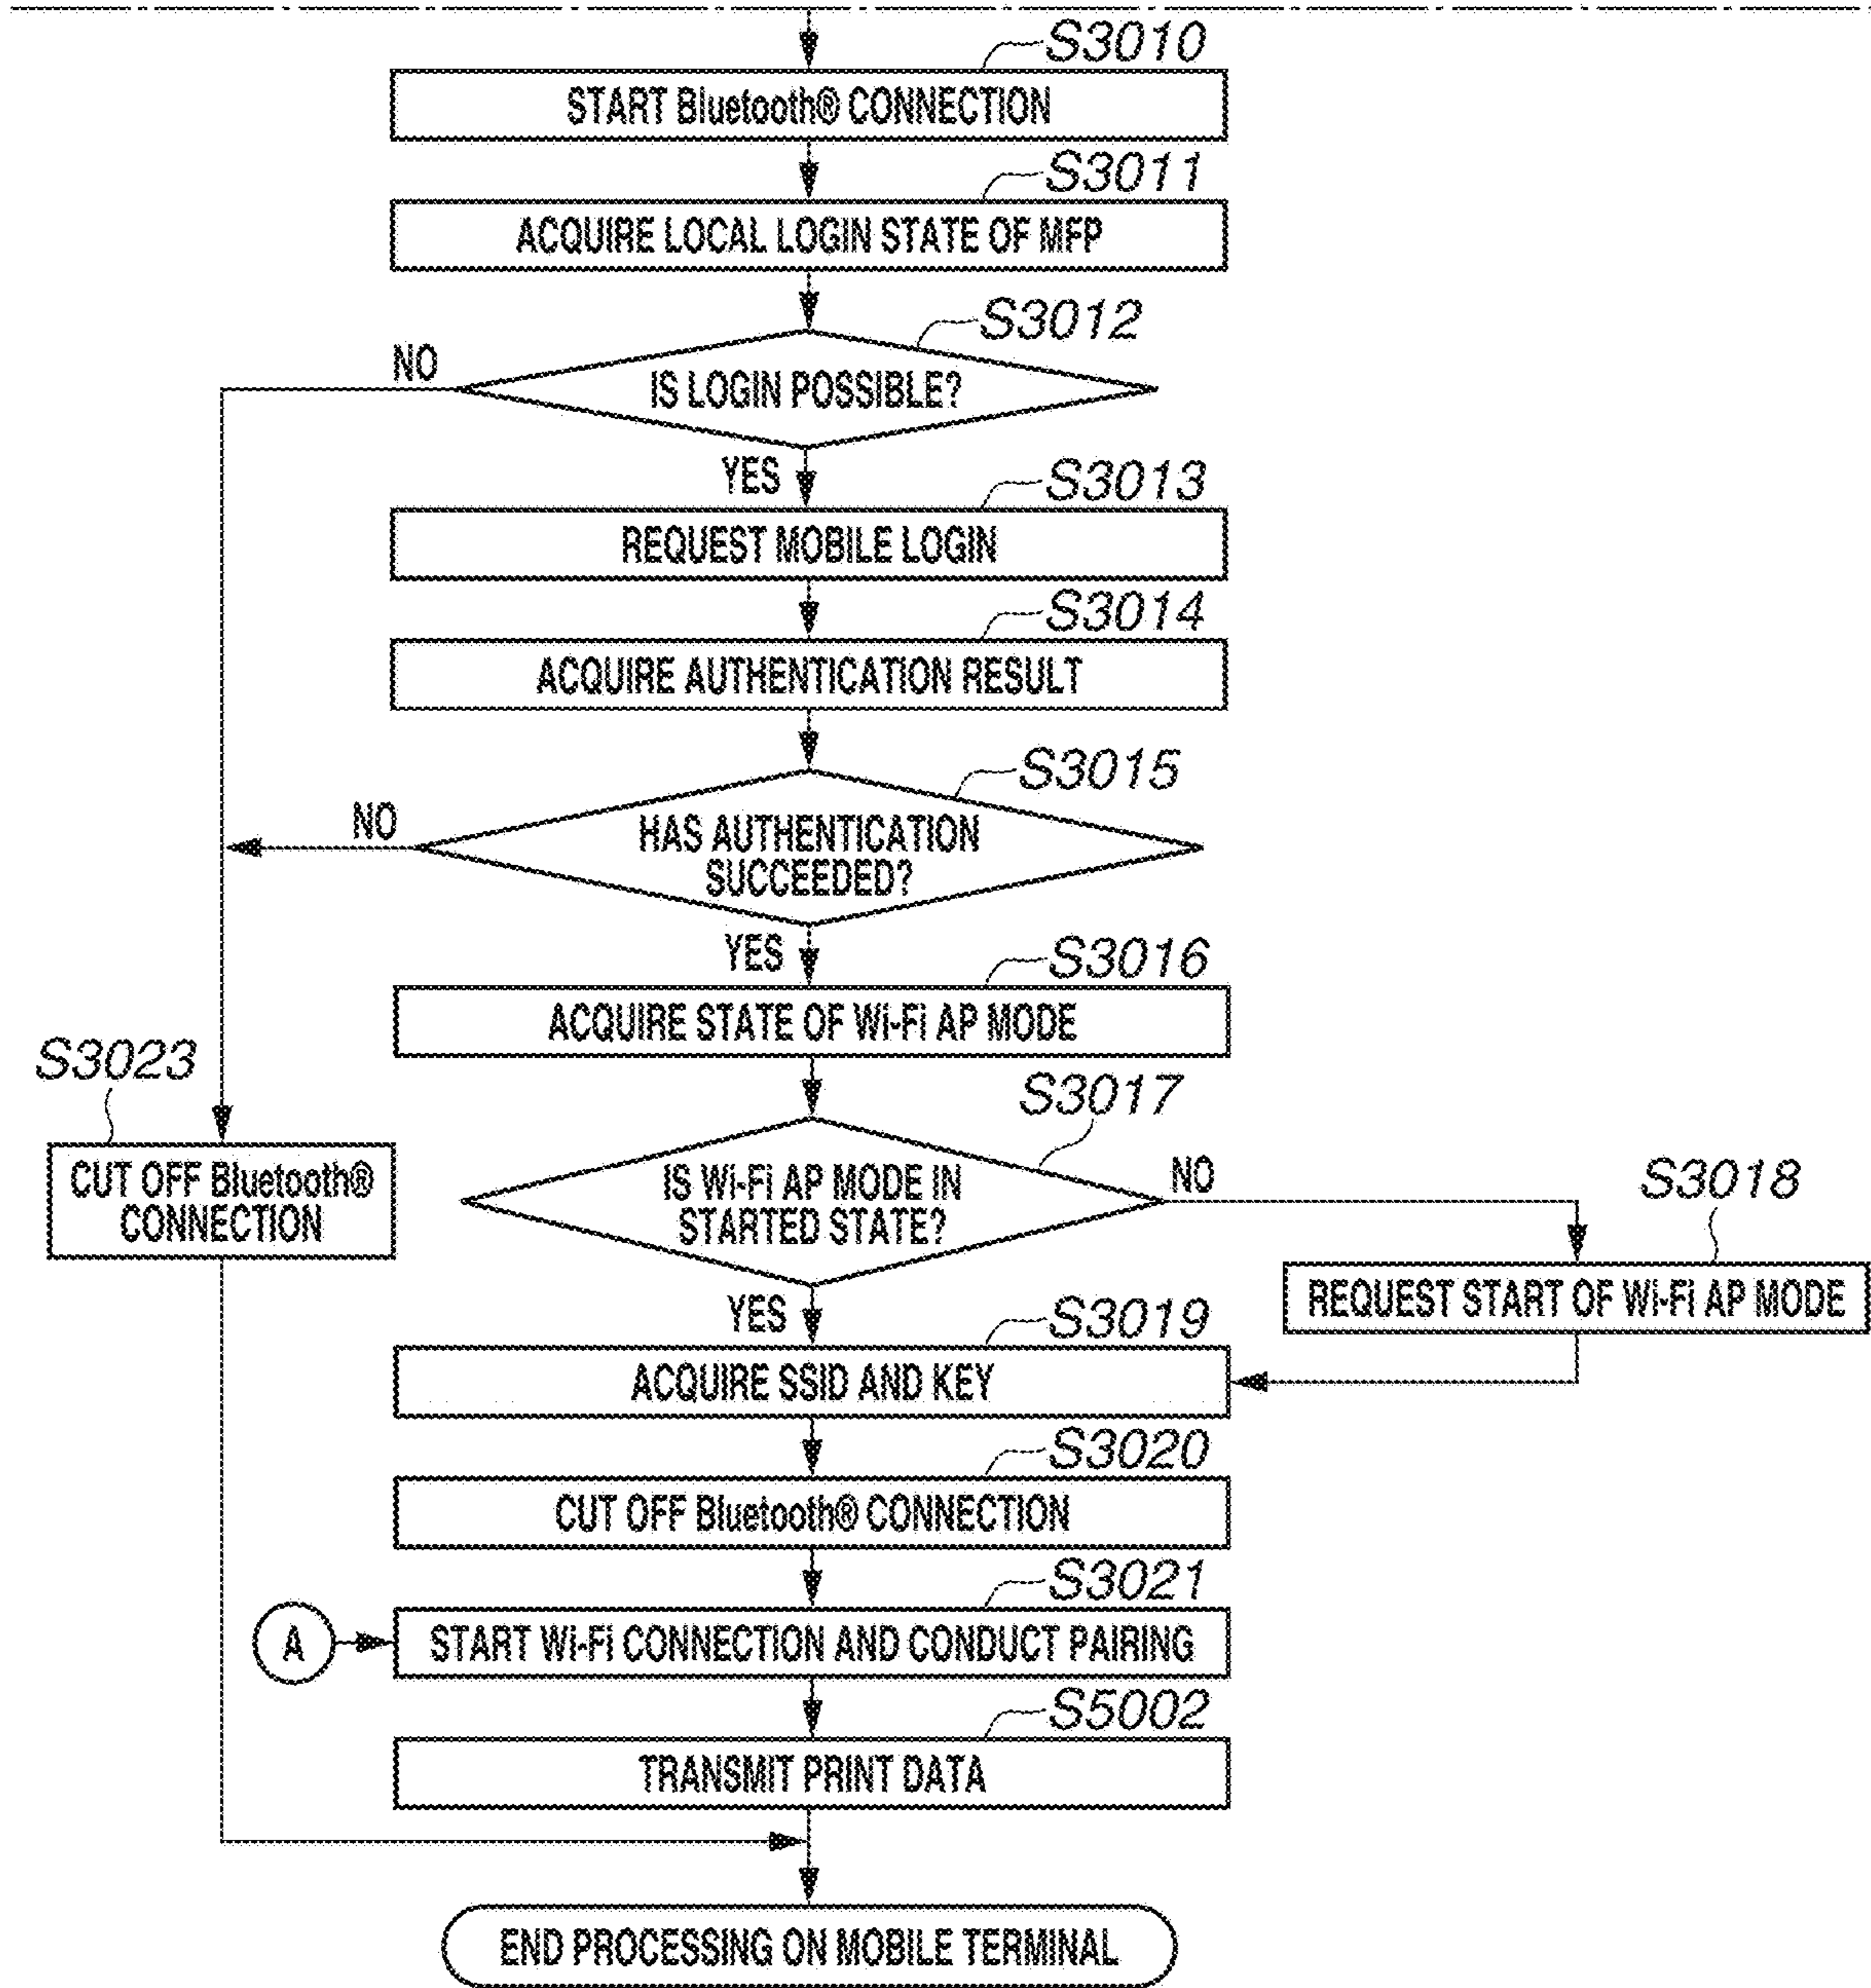 S3010
START Bluetooth® CONNECTION
S3011
ACQUIRE LOCAL LOGIN STATE OF MFP
S3012
NO
IS LOGIN POSSIBLE?
YES
S3013
REQUEST MOBILE LOGIN
S3014
ACQUIRE AUTHENTICATION RESULT
S3015
NO
HAS AUTHENTICATION
SUCCEEDED?
YES
S3016
ACQUIRE STATE OF Wi-Fi AP MODE
S3023
CUT OFF Bluetooth®
CONNECTION
S3017
IS Wi-Fi AP MODE IN
STARTED STATE?
NO
S3018
REQUEST START OF Wi-Fi AP MODE
YES
S3019
ACQUIRE SSID AND KEY
S3020
CUT OFF Bluetooth® CONNECTION
S3021
A
START Wi-Fi CONNECTION AND CONDUCT PAIRING
S5002
TRANSMIT PRINT DATA
END PROCESSING ON MOBILE TERMINAL